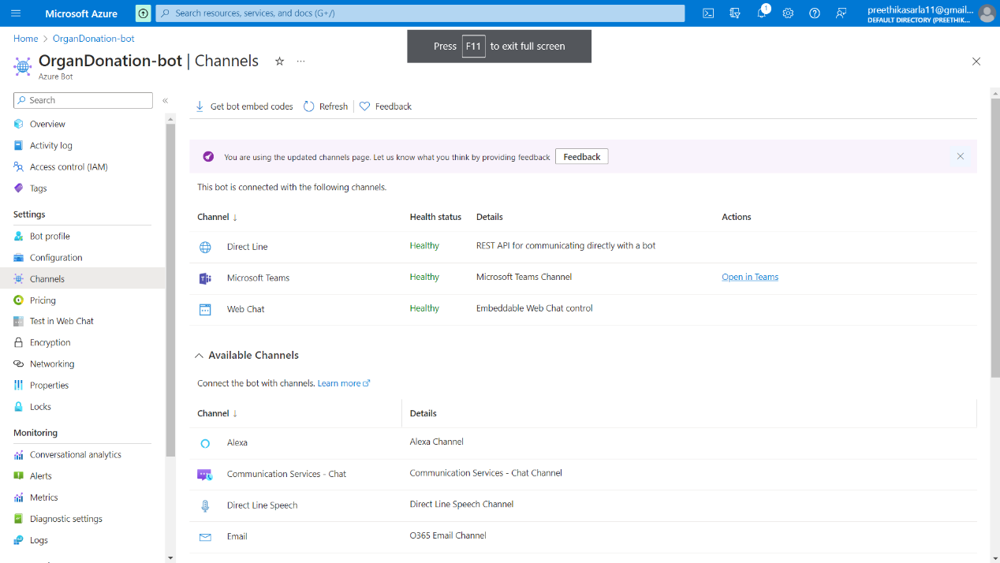 Microsoft Azure
Search resources, services, and docs (G+/)
1
preethikasarla11@gmail...
DEFAULT DIRECTORY (PREETHIK...
Home > OrganDonation-bot
Press F11 to exit full screen
OrganDonation-bot | Channels
...
Azure Bot
Search
«
Get bot embed codes
Refresh
Feedback
Overview
Activity log
Access control (IAM)
Tags
Settings
Bot profile
Configuration
Channels
Pricing
Test in Web Chat
Encryption
Networking
Properties
Locks
Monitoring
Conversational analytics
Alerts
Metrics
Diagnostic settings
Logs
You are using the updated channels page. Let us know what you think by providing feedback
Feedback
This bot is connected with the following channels.
Channel ↓ Health status Details Actions
Direct Line Healthy REST API for communicating directly with a bot
Microsoft Teams Healthy Microsoft Teams Channel Open in Teams
Web Chat Healthy Embeddable Web Chat control
Available Channels
Connect the bot with channels. Learn more
Channel ↓ Details
Alexa Alexa Channel
Communication Services - Chat Communication Services - Chat Channel
Direct Line Speech Direct Line Speech Channel
Email O365 Email Channel